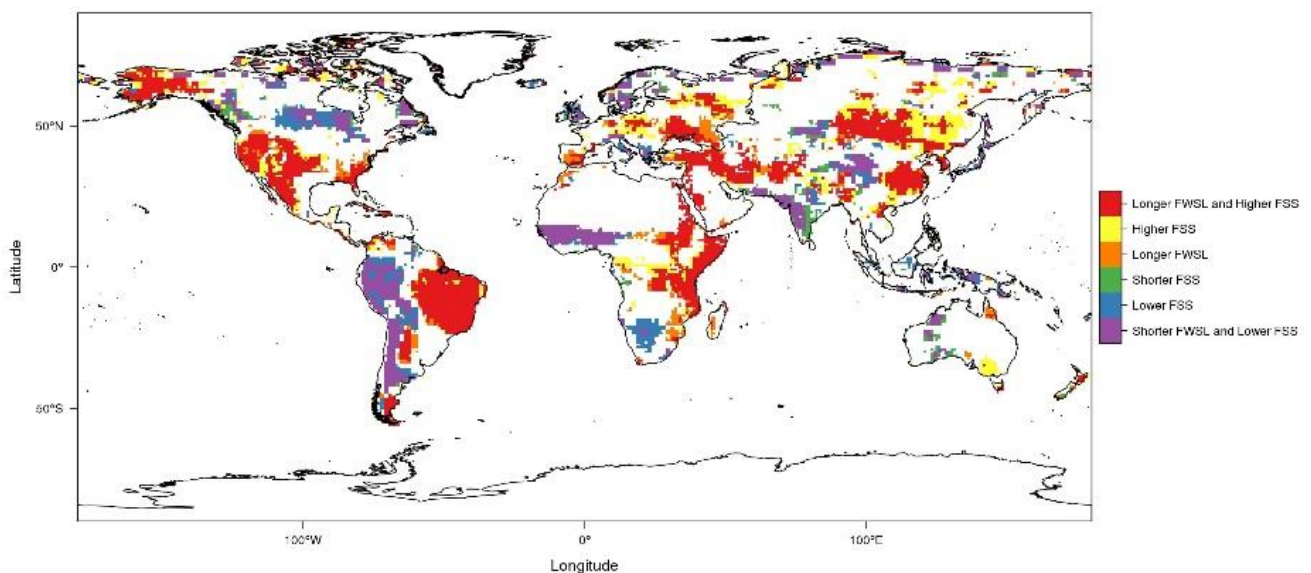 50°N
0°
50°S
Latitude
100°W
0°
100°E
Longitude
Longer FWSL and Higher FSS
Higher FSS
Longer FWSL
Shorter FSS
Lower FSS
Shorter FWSL and Lower FSS